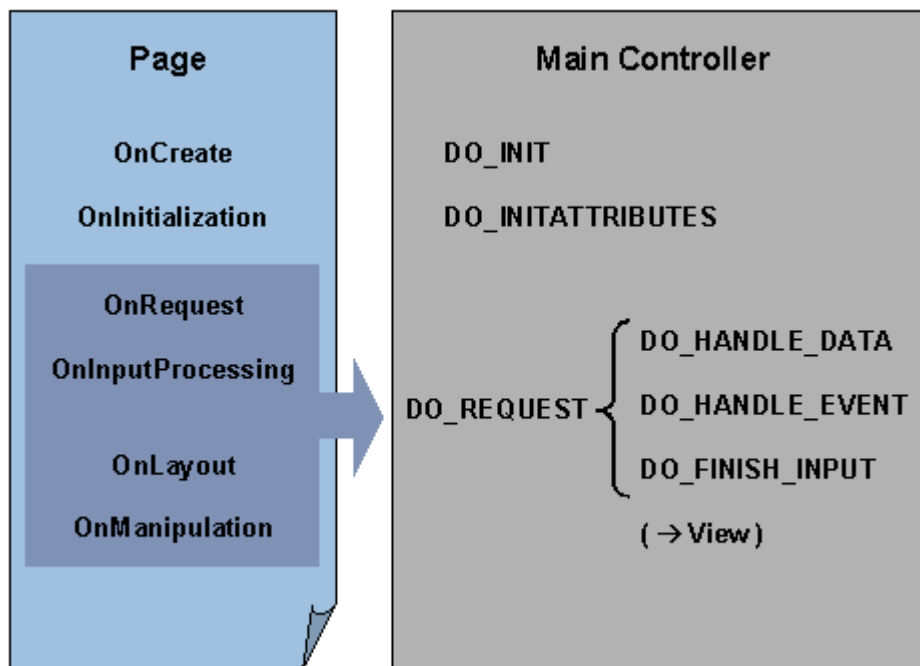 Page
OnCreate
OnInitialization
OnRequest
OnInputProcessing
OnLayout
OnManipulation
Main Controller
DO_INIT
DO_INITATTRIBUTES
DO_REQUEST
DO_HANDLE_DATA
DO_HANDLE_EVENT
DO_FINISH_INPUT
( → View )